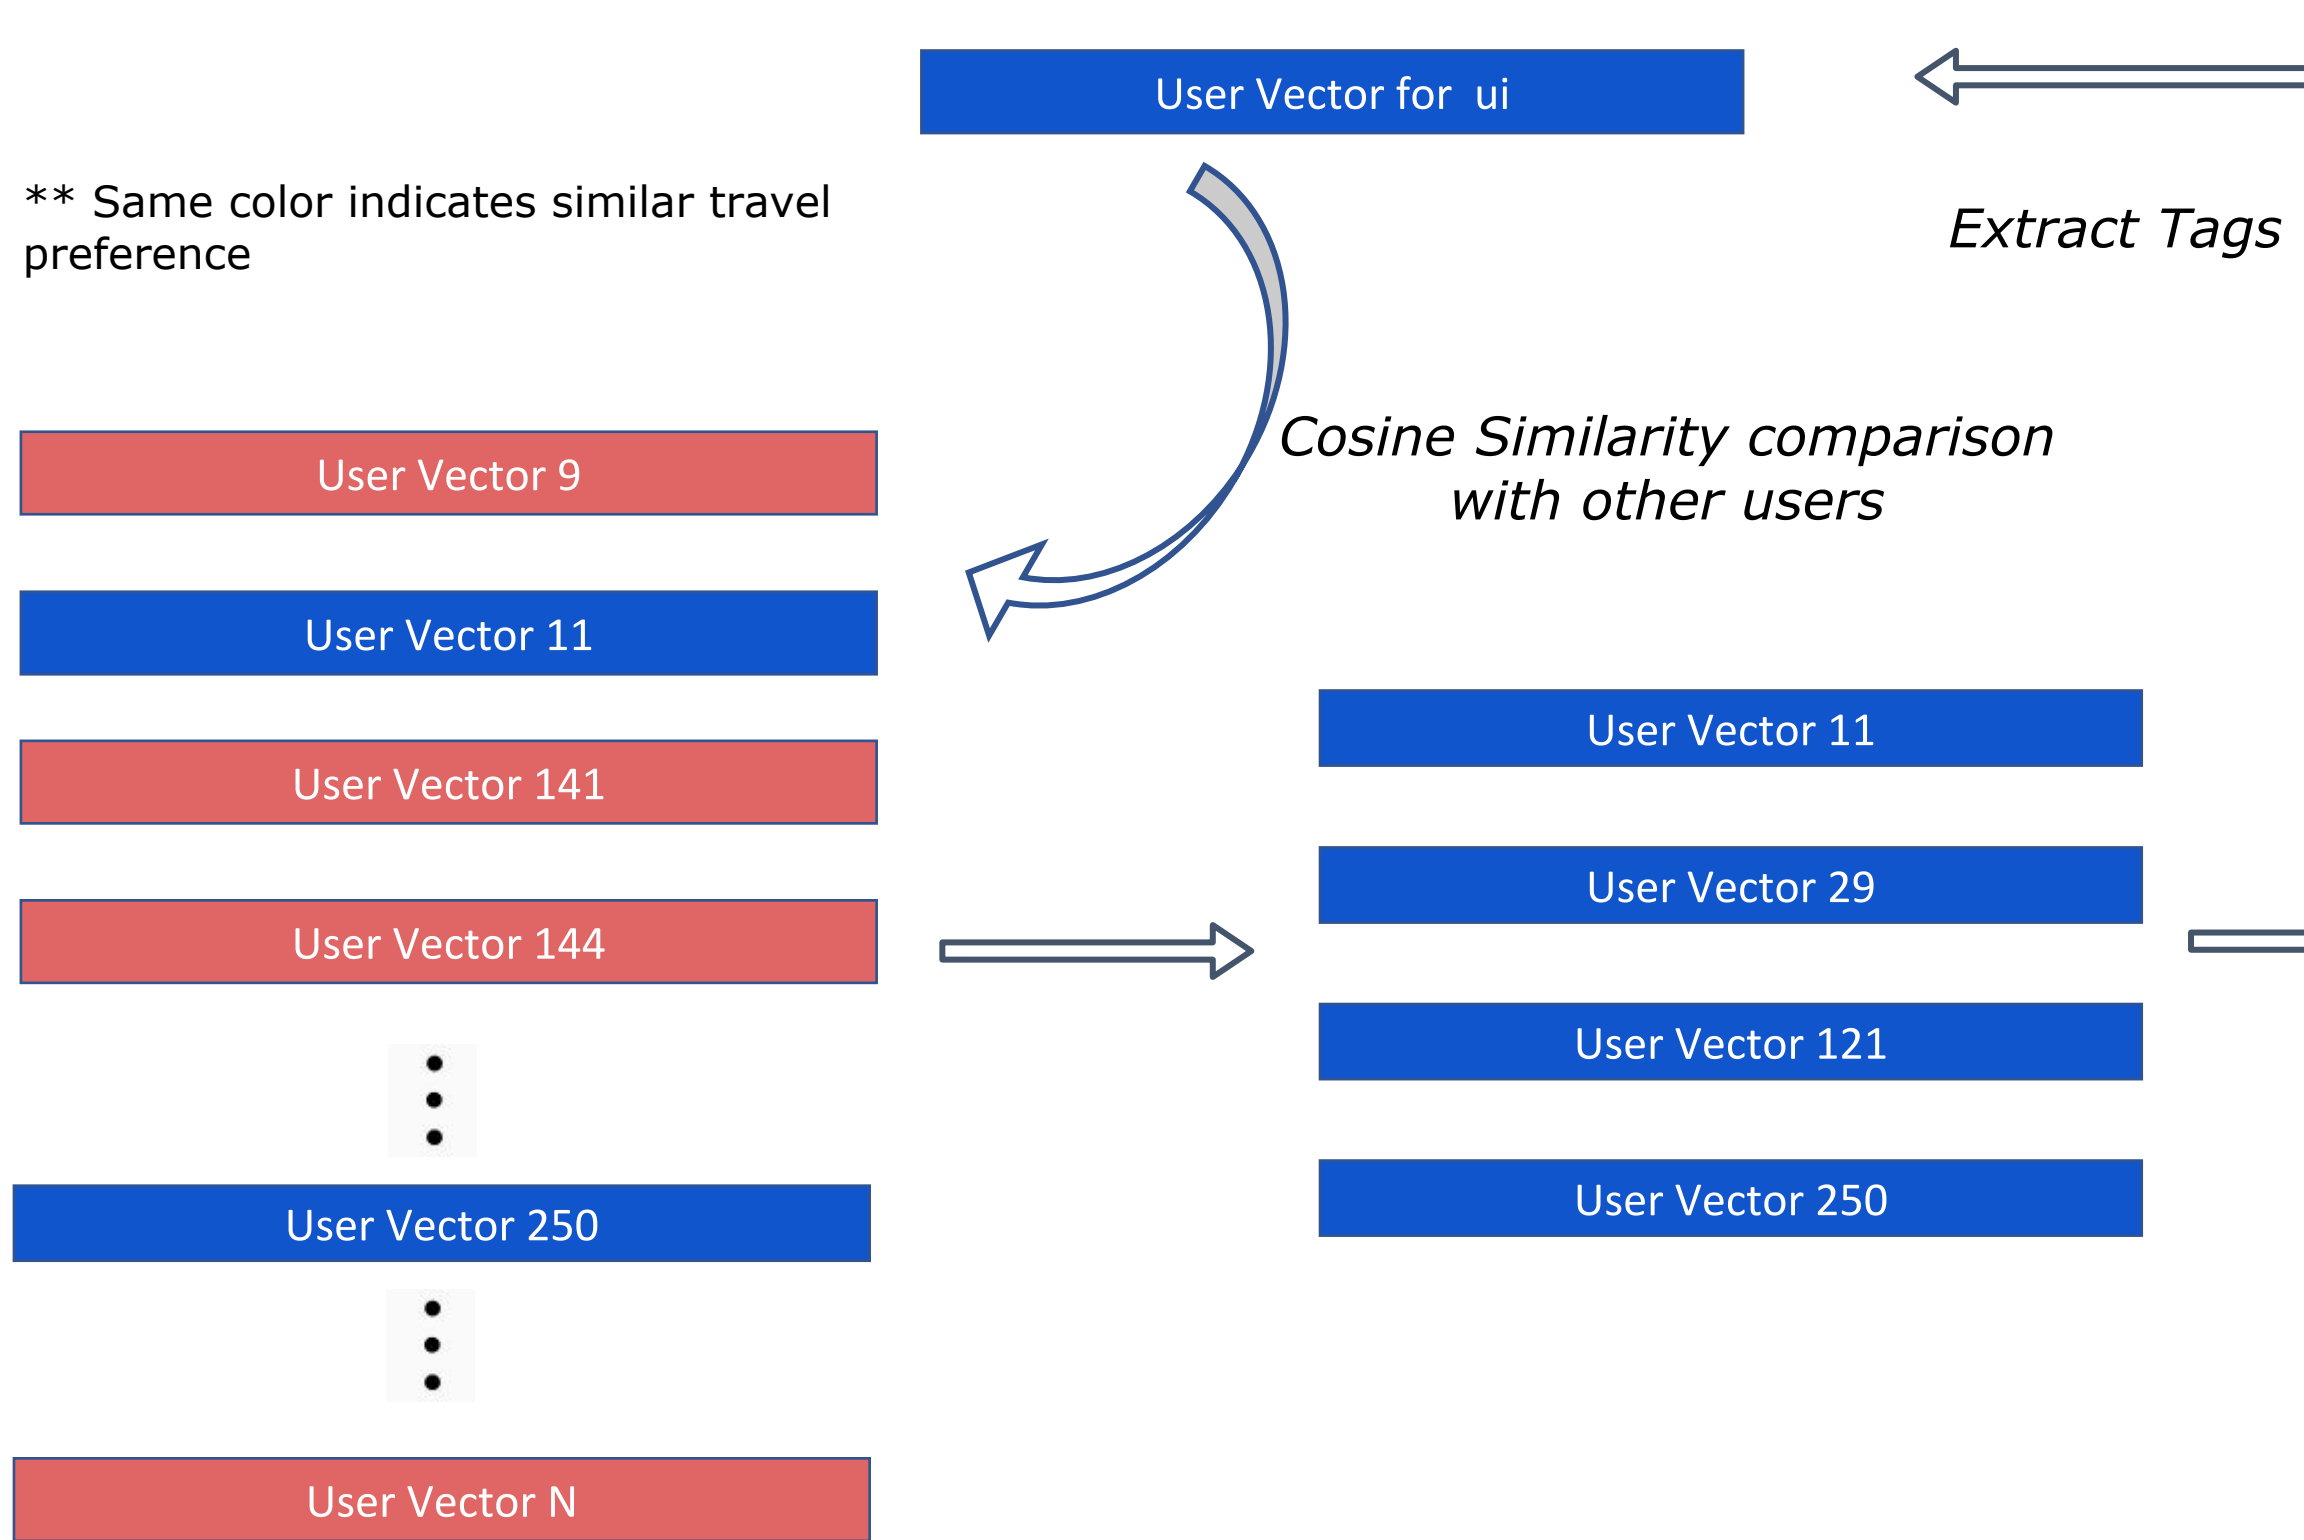 User Vector for  ui
** Same color indicates similar travel
preference
Extract Tags
Cosine Similarity comparison
with other users
User Vector 9
User Vector 11
User Vector 141
User Vector 144
User Vector 250
User Vector N
User Vector 11
User Vector 29
User Vector 121
User Vector 250